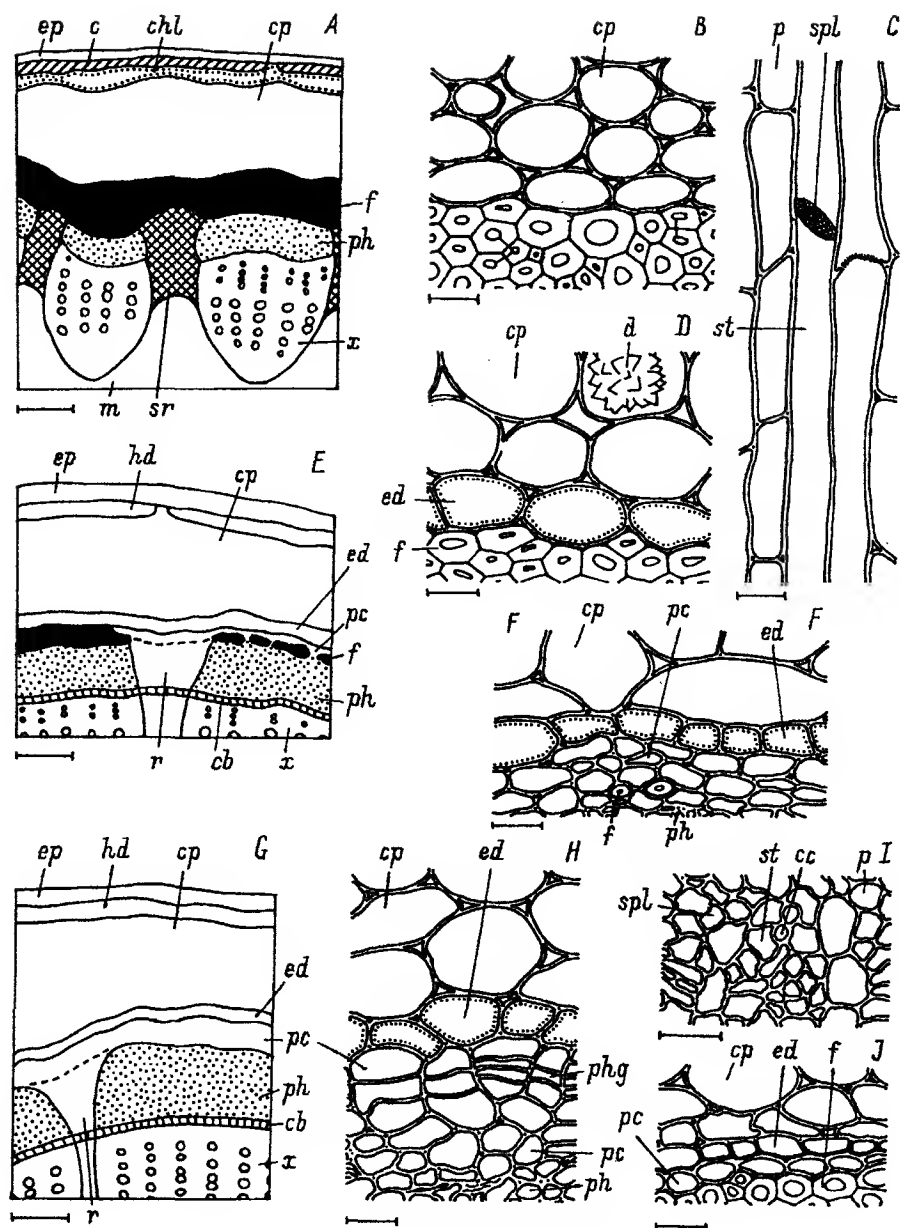 ep c chl cp A
f
ph
x
m sr
cp B
p spl C
st
cp d D
ed
f
ep hd cp E
ed
pc
f
ph
r cb x
F cp pc F
ed
f ph
ep hd cp G
ed
pc
ph
cb
x
r
cp ed H
phg
pc
ph
st cc p I
spl
cp ed f J
pc